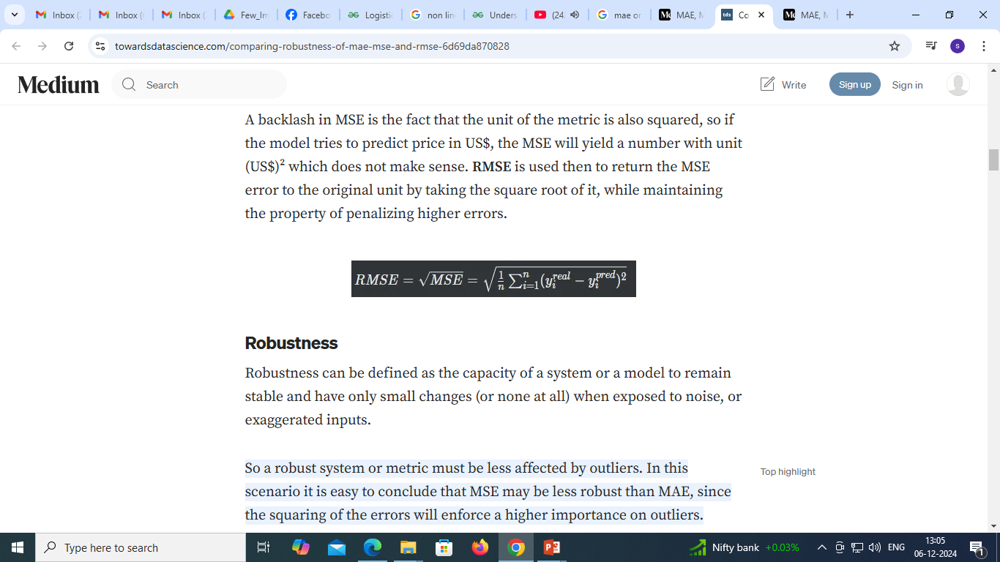 Inbox (2
Inbox ((
Inbox (
Few_Im
Facebo
Logistic
non line
Unders
(24
mae or
MAE, M
Co
MAE, M
towardsdatascience.com/comparing-robustness-of-mae-mse-and-rmse-6d69da870828
S
Medium
Search
Write
Sign up
Sign in
A backlash in MSE is the fact that the unit of the metric is also squared, so if
the model tries to predict price in US$, the MSE will yield a number with unit
(US$)² which does not make sense. RMSE is used then to return the MSE
error to the original unit by taking the square root of it, while maintaining
the property of penalizing higher errors.
RMSE = √MSE = √(1/n ∑_{i=1}^{n}(y_i^{real} − y_i^{pred})²)
Robustness
Robustness can be defined as the capacity of a system or a model to remain
stable and have only small changes (or none at all) when exposed to noise, or
exaggerated inputs.
So a robust system or metric must be less affected by outliers. In this
scenario it is easy to conclude that MSE may be less robust than MAE, since
the squaring of the errors will enforce a higher importance on outliers.
Top highlight
Type here to search
Nifty bank +0.03%
ENG
13:05
06-12-2024
1